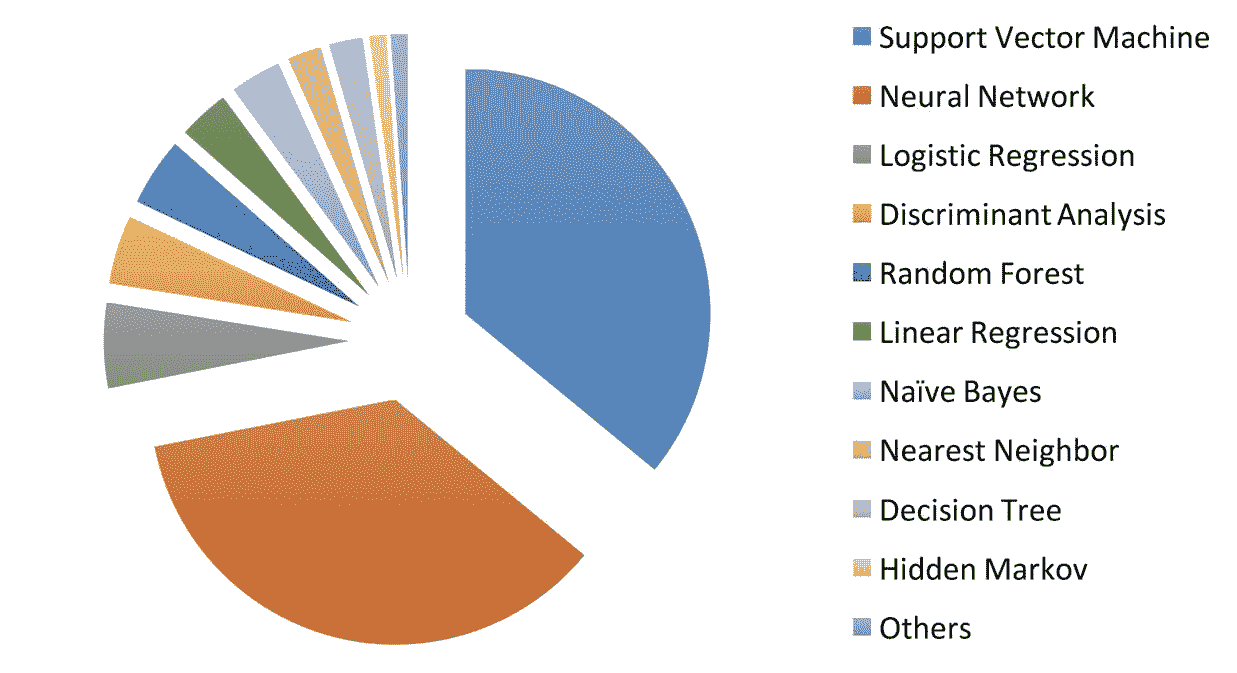 Support Vector Machine
Neural Network
Logistic Regression
Discriminant Analysis
Random Forest
Linear Regression
Naïve Bayes
Nearest Neighbor
Decision Tree
Hidden Markov
Others